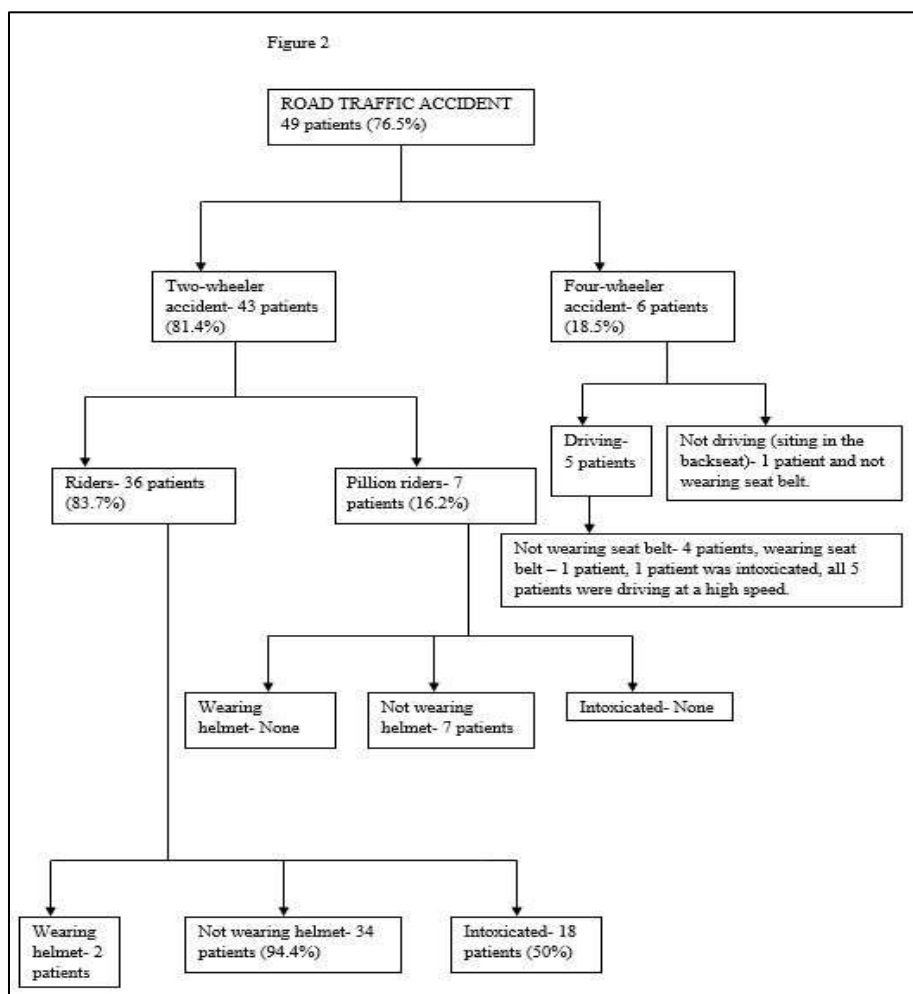 Figure 2
ROAD TRAFFIC ACCIDENT
49 patients (76.5%)
Two-wheeler
accident- 43 patients
(81.4%)
Four-wheeler
accident- 6 patients
(18.5%)
Driving-
5 patients
Not driving (siting in the
backseat)- 1 patient and not
wearing seat belt.
Riders- 36 patients
(83.7%)
Pillion riders- 7
patients (16.2%)
Not wearing seat belt- 4 patients, wearing seat
belt – 1 patient, 1 patient was intoxicated, all 5
patients were driving at a high speed.
Wearing
helmet- None
Not wearing
helmet- 7 patients
Intoxicated- None
Wearing
helmet- 2
patients
Not wearing helmet- 34
patients (94.4%)
Intoxicated- 18
patients (50%)